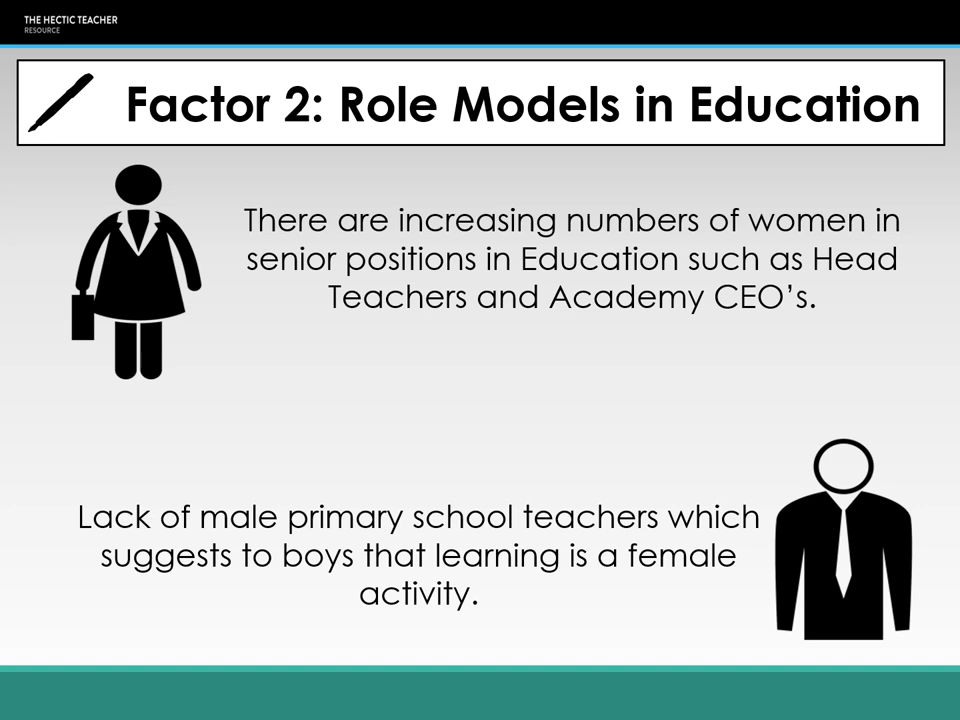 THE HECTIC TEACHER
RESOURCE
Factor 2: Role Models in Education
There are increasing numbers of women in
senior positions in Education such as Head
Teachers and Academy CEO’s.
Lack of male primary school teachers which
suggests to boys that learning is a female
activity.